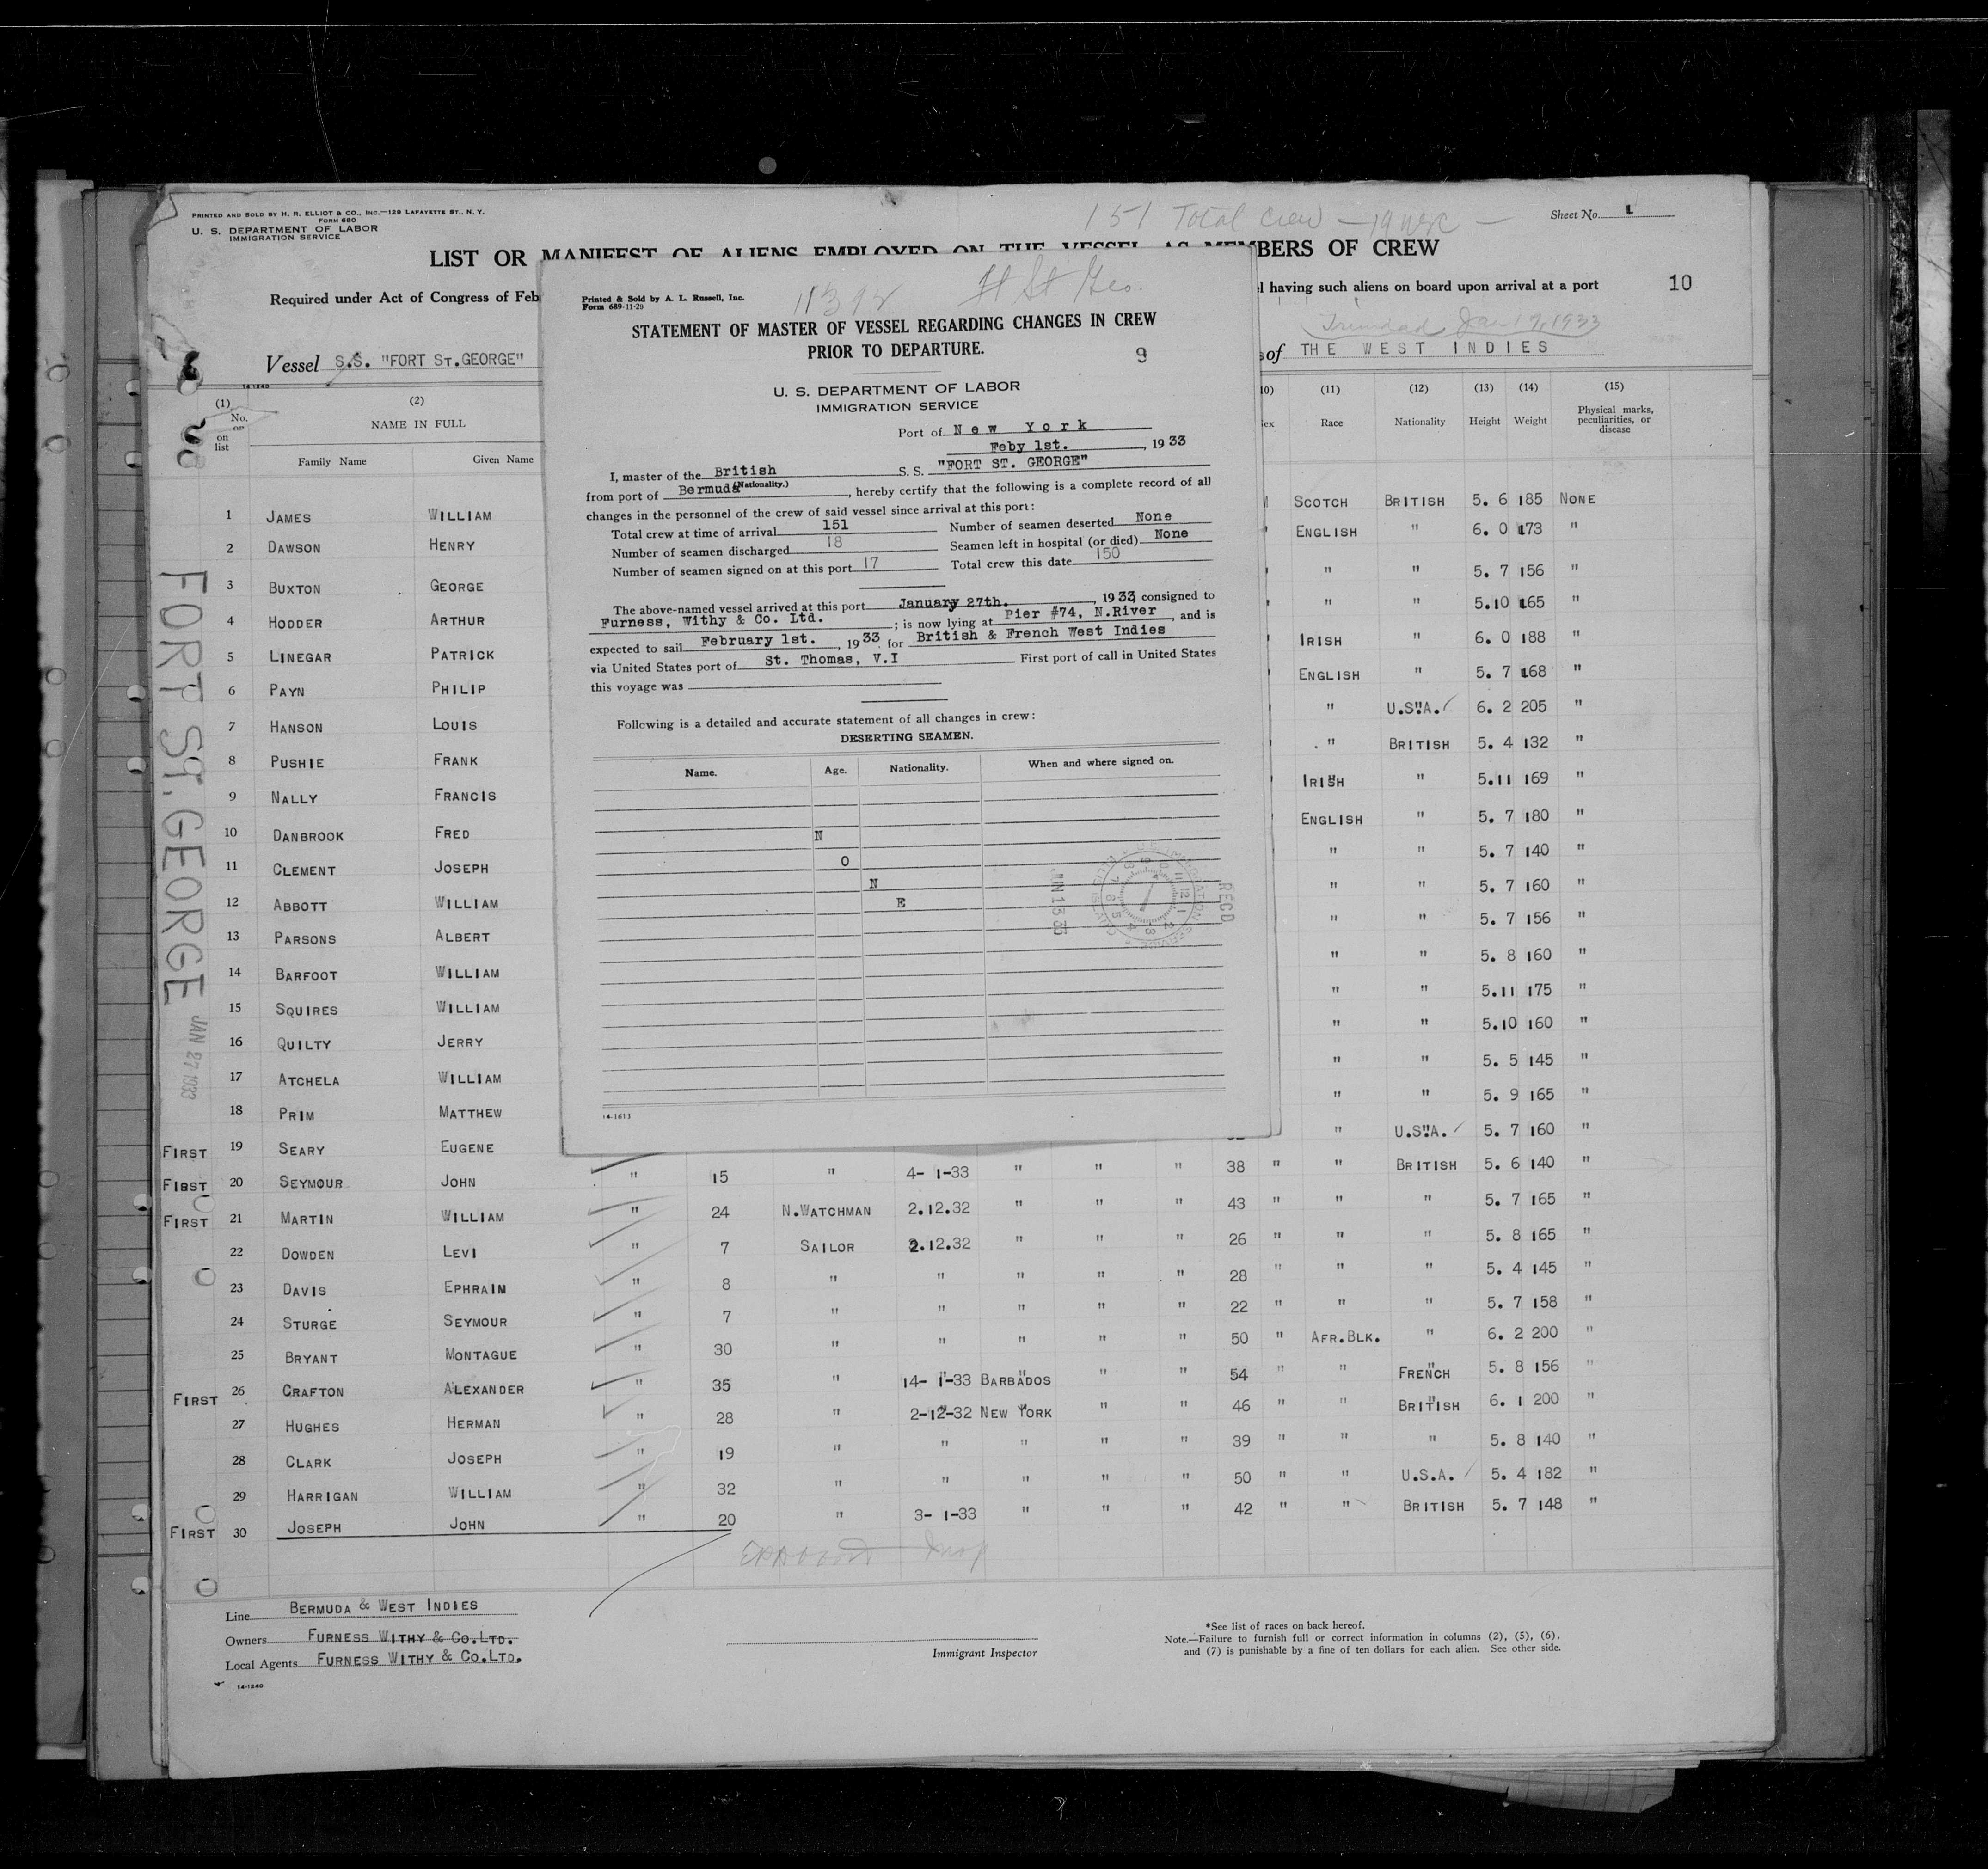 PRINTED AND SOLD BY H. R. ELLIOT & CO., INC.—129 LAFAYETTE ST., N. Y.
FORM 680
U. S. DEPARTMENT OF LABOR
IMMIGRATION SERVICE
151 Total Crew
Sheet No. 1
LIST OR MANIFEST OF ALIENS EMPLOYED ON THE VESSEL AS MEMBERS OF CREW
Required under Act of Congress of Feb
having such aliens on board upon arrival at a port
10
Trinidad Jan 19, 1933
Vessel S.S. "FORT ST. GEORGE"
of THE WEST INDIES
14-1240
(1) (2) (11) (12) (13) (14) (15)
No. on list NAME IN FULL Race Nationality Height Weight Physical marks, peculiarities, or disease
Family Name Given Name
1 JAMES WILLIAM SCOTCH BRITISH 5. 6 185 NONE
2 DAWSON HENRY ENGLISH " 6. 0 173 "
3 BUXTON GEORGE " " 5. 7 156 "
4 HODDER ARTHUR " " 5.10 165 "
5 LINEGAR PATRICK IRISH " 6. 0 188 "
6 PAYN PHILIP ENGLISH " 5. 7 168 "
7 HANSON LOUIS " U.S.A. 6. 2 205 "
8 PUSHIE FRANK " BRITISH 5. 4 132 "
9 NALLY FRANCIS IRISH " 5.11 169 "
10 DANBROOK FRED ENGLISH " 5. 7 180 "
11 CLEMENT JOSEPH " " 5. 7 140 "
12 ABBOTT WILLIAM " " 5. 7 160 "
13 PARSONS ALBERT " " 5. 7 156 "
14 BARFOOT WILLIAM " " 5. 8 160 "
15 SQUIRES WILLIAM " " 5.11 175 "
16 QUILTY JERRY " " 5.10 160 "
17 ATCHELA WILLIAM " " 5. 5 145 "
18 PRIM MATTHEW " " 5. 9 165 "
FIRST 19 SEARY EUGENE " U.S.A. 5. 7 160 "
FIRST 20 SEYMOUR JOHN " 15 " 4- 1-33 " " " 38 " " BRITISH 5. 6 140 "
FIRST 21 MARTIN WILLIAM " 24 N.WATCHMAN 2.12.32 " " " 43 " " " 5. 7 165 "
22 DOWDEN LEVI " 7 SAILOR 2.12.32 " " " 26 " " " 5. 8 165 "
23 DAVIS EPHRAIM " 8 " " " " " 28 " " " 5. 4 145 "
24 STURGE SEYMOUR " 7 " " " " " 22 " " " 5. 7 158 "
25 BRYANT MONTAGUE " 30 " " " " " 50 " AFR.BLK. " 6. 2 200 "
FIRST 26 CRAFTON ALEXANDER " 35 " 14- 1-33 BARBADOS " " 54 " " FRENCH 5. 8 156 "
27 HUGHES HERMAN " 28 " 2-12-32 NEW YORK " " 46 " " BRITISH 6. 1 200 "
28 CLARK JOSEPH " 19 " " " " " 39 " " " 5. 8 140 "
29 HARRIGAN WILLIAM " 32 " " " " " 50 " " U.S.A. 5. 4 182 "
FIRST 30 JOSEPH JOHN " 20 " 3- 1-33 " " " 42 " " BRITISH 5. 7 148 "
FORT ST. GEORGE JAN 27 1933
Line BERMUDA & WEST INDIES
Owners FURNESS WITHY & CO.LTD.
Local Agents FURNESS WITHY & CO.LTD.
14-1240
Immigrant Inspector
*See list of races on back hereof.
Note.—Failure to furnish full or correct information in columns (2), (5), (6),
and (7) is punishable by a fine of ten dollars for each alien. See other side.
Printed & Sold by A. L. Russell, Inc.
Form 689-11-29
Ft St Geo.
STATEMENT OF MASTER OF VESSEL REGARDING CHANGES IN CREW
PRIOR TO DEPARTURE.
9
U. S. DEPARTMENT OF LABOR
IMMIGRATION SERVICE
Port of New York
Feby 1st., 1933
I, master of the British S. S. "FORT ST. GEORGE"
(Nationality.)
from port of Bermuda, hereby certify that the following is a complete record of all
changes in the personnel of the crew of said vessel since arrival at this port:
Total crew at time of arrival 151 Number of seamen deserted None
Number of seamen discharged 18 Seamen left in hospital (or died) None
Number of seamen signed on at this port 17 Total crew this date 150
The above-named vessel arrived at this port January 27th., 1933, consigned to
Furness, Withy & Co. Ltd. ; is now lying at Pier #74, N.River, and is
expected to sail February 1st., 1933. for British & French West Indies
via United States port of St. Thomas, V.I First port of call in United States
this voyage was
Following is a detailed and accurate statement of all changes in crew:
DESERTING SEAMEN.
Name. Age. Nationality. When and where signed on.
N
O
N
E
REC'D
14-1613